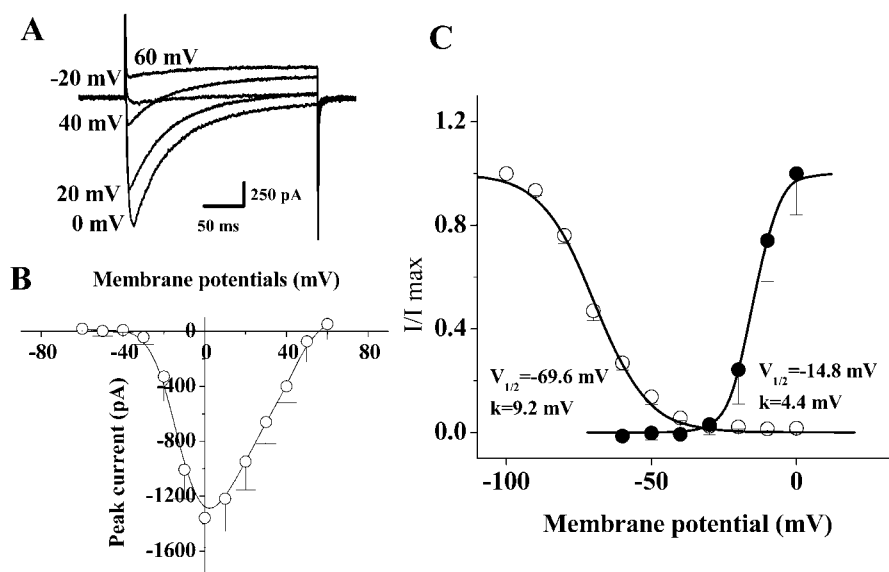 A
60 mV
-20 mV
40 mV
20 mV
0 mV
250 pA
50 ms
B
Membrane potentials (mV)
-80 -40 0 40 80
0
-400
-800
-1200
-1600
Peak current (pA)
C
1.2
0.8
0.4
0.0
I/I max
V1/2=-69.6 mV
k=9.2 mV
V1/2=-14.8 mV
k=4.4 mV
-100 -50 0
Membrane potential (mV)